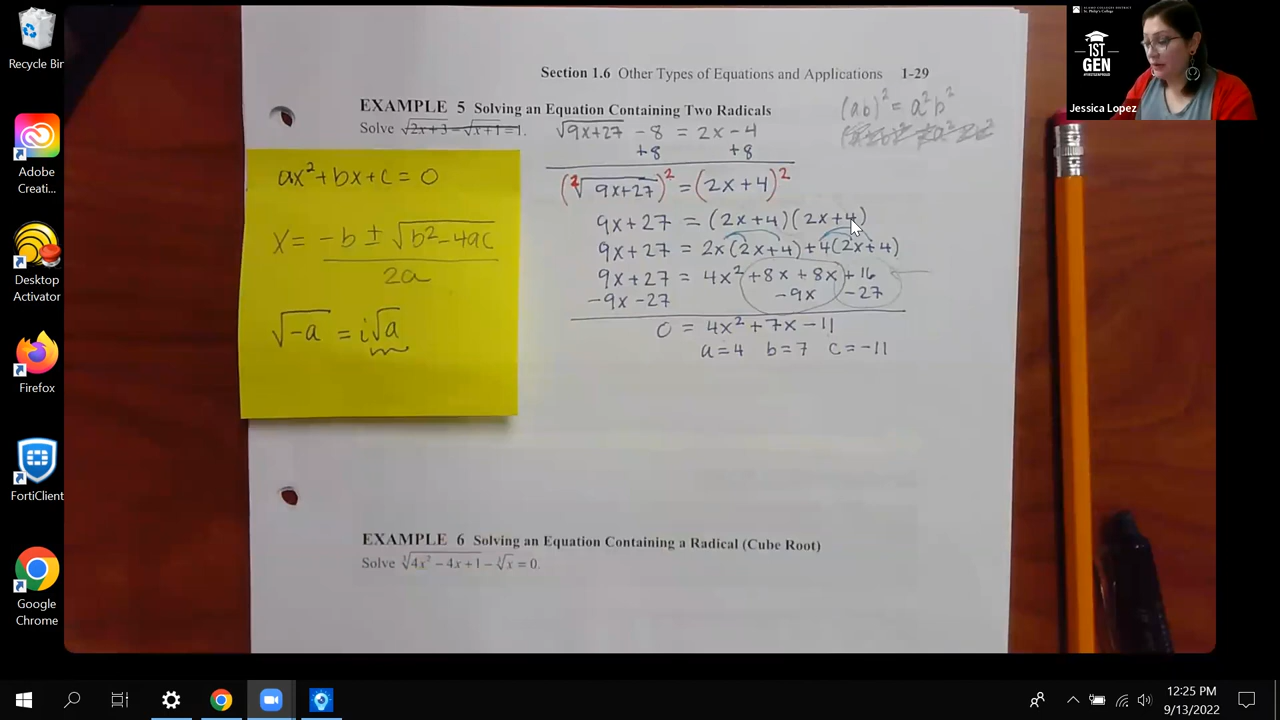 Recycle Bin
Adobe
Creati...
Desktop
Activator
Firefox
FortiClient
Google
Chrome
1ST
GEN
Jessica Lopez
Section 1.6 Other Types of Equations and Applications 1-29
EXAMPLE 5 Solving an Equation Containing Two Radicals
Solve √2x+3 – √x+1 = 1.
(ab)² = a²b²
√9x+27 - 8 = 2x - 4
+8 +8
(²√9x+27)² = (2x+4)²
9x+27 = (2x+4)(2x+4)
9x+27 = 2x(2x+4)+4(2x+4)
9x+27 = 4x² +8x+8x+16
-9x -27 -9x -27
0 = 4x²+7x-11
a=4 b=7 c=-11
ax²+bx+c=0
x= -b ± √b²-4ac
2a
√-a = i√a
EXAMPLE 6 Solving an Equation Containing a Radical (Cube Root)
Solve ∛4x² – 4x + 1 – ∛x = 0.
12:25 PM
9/13/2022